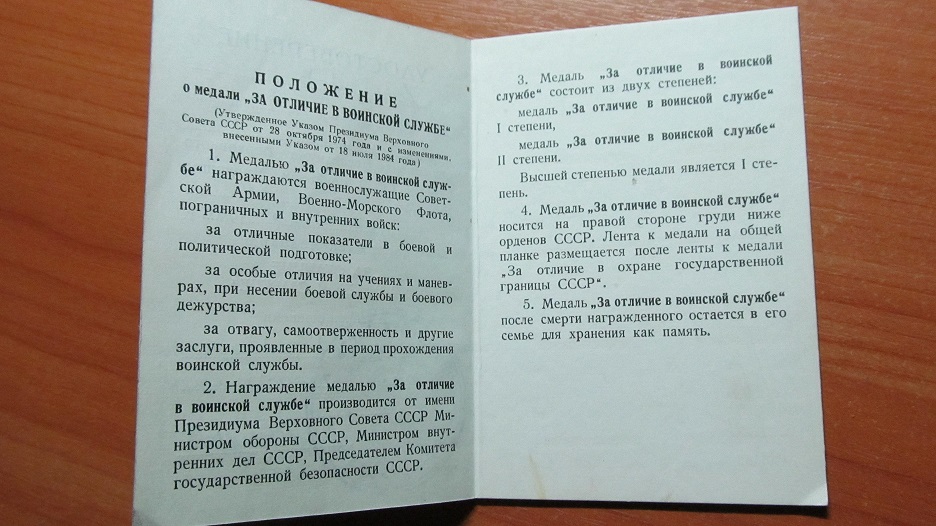 ПОЛОЖЕНИЕ
о медали „ЗА ОТЛИЧИЕ В ВОИНСКОЙ СЛУЖБЕ“
(Утвержденное Указом Президиума Верховного
Совета СССР от 28 октября 1974 года и с изменениями,
внесенными Указом от 18 июля 1984 года)
1. Медалью „За отличие в воинской служ-
бе“ награждаются военнослужащие Совет-
ской Армии, Военно-Морского Флота,
пограничных и внутренних войск:
за отличные показатели в боевой и
политической подготовке;
за особые отличия на учениях и манев-
рах, при несении боевой службы и боевого
дежурства;
за отвагу, самоотверженность и другие
заслуги, проявленные в период прохождения
воинской службы.
2. Награждение медалью „За отличие
в воинской службе“ производится от имени
Президиума Верховного Совета СССР Ми-
нистром обороны СССР, Министром внут-
ренних дел СССР, Председателем Комитета
государственной безопасности СССР.
3. Медаль „За отличие в воинской
службе“ состоит из двух степеней:
медаль „За отличие в воинской службе“
I степени,
медаль „За отличие в воинской службе“
II степени.
Высшей степенью медали является I сте-
пень.
4. Медаль „За отличие в воинской службе“
носится на правой стороне груди ниже
орденов СССР. Лента к медали на общей
планке размещается после ленты к медали
„За отличие в охране государственной
границы СССР“.
5. Медаль „За отличие в воинской службе“
после смерти награжденного остается в его
семье для хранения как память.